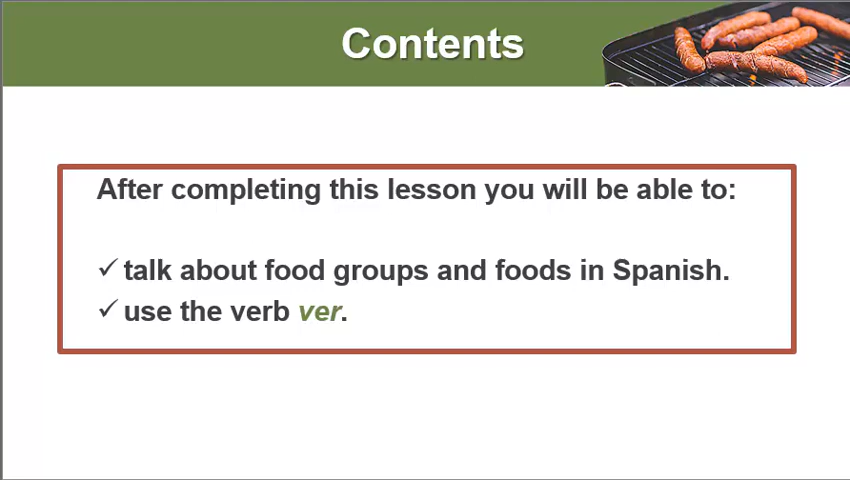 Contents
After completing this lesson you will be able to:
✓ talk about food groups and foods in Spanish.
✓ use the verb ver.